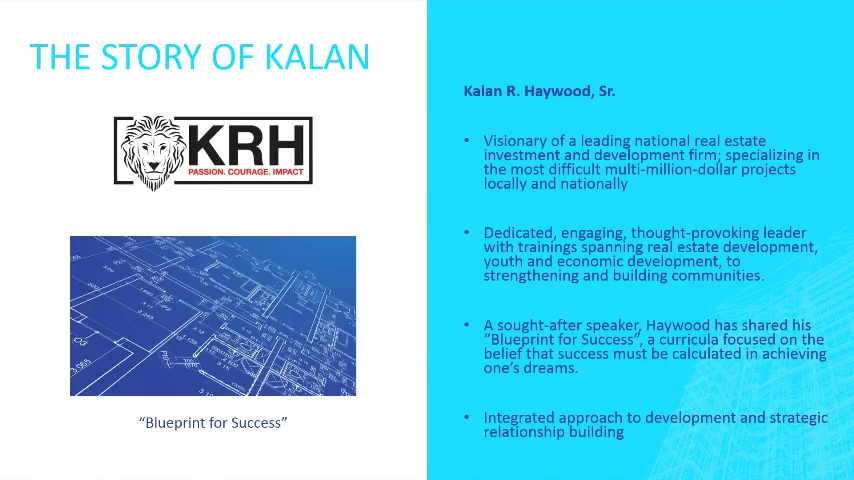 THE STORY OF KALAN
KRH
PASSION. COURAGE. IMPACT
“Blueprint for Success”
Kalan R. Haywood, Sr.
• Visionary of a leading national real estate
investment and development firm; specializing in
the most difficult multi-million-dollar projects
locally and nationally
• Dedicated, engaging, thought-provoking leader
with trainings spanning real estate development,
youth and economic development, to
strengthening and building communities.
• A sought-after speaker, Haywood has shared his
“Blueprint for Success”, a curricula focused on the
belief that success must be calculated in achieving
one’s dreams.
• Integrated approach to development and strategic
relationship building